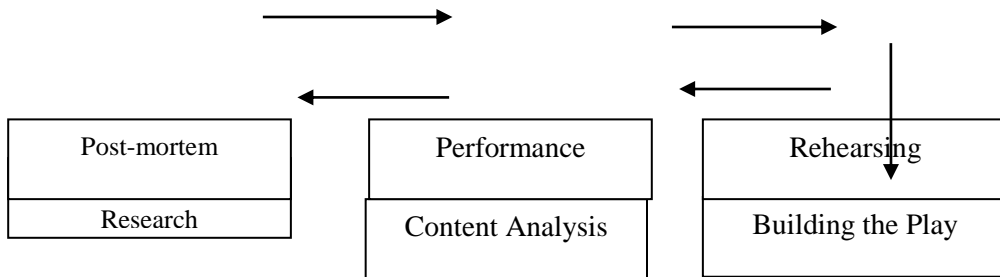 Post-mortem
Performance
Rehearsing
Research
Content Analysis
Building the Play